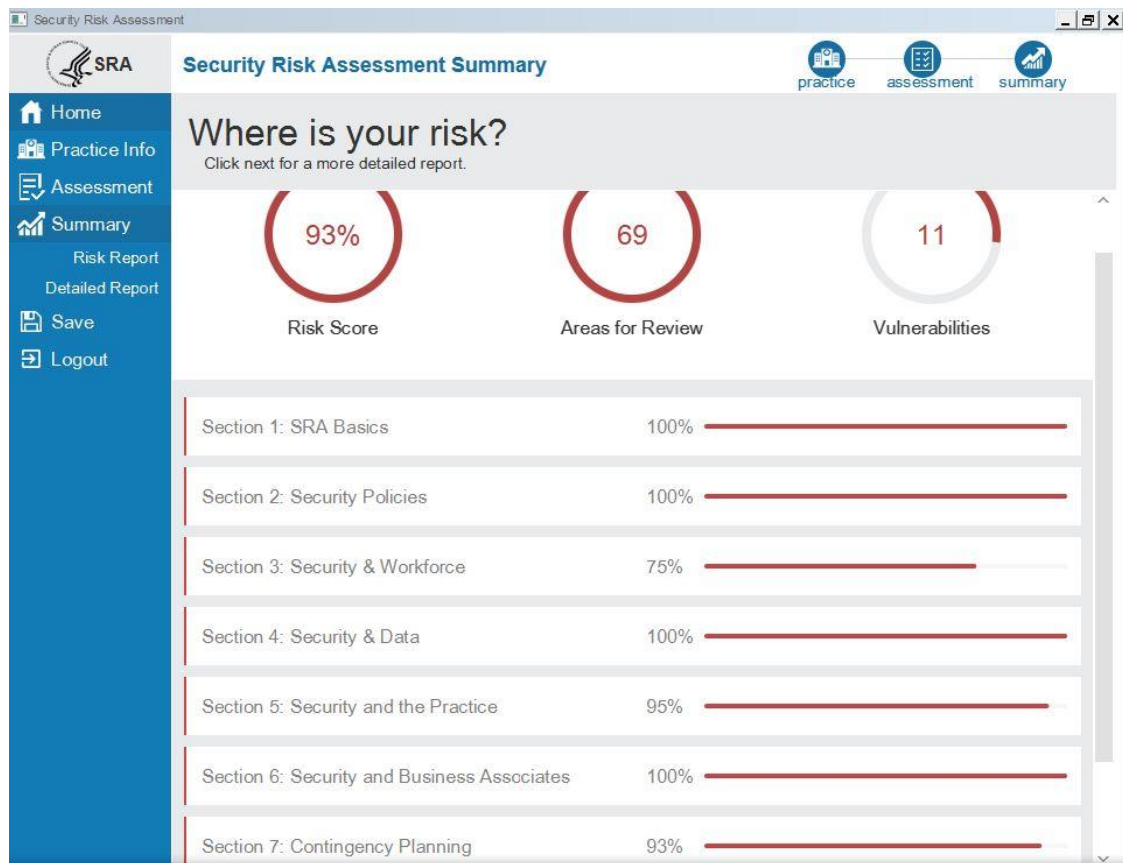 Security Risk Assessment
SRA
Security Risk Assessment Summary
practice
assessment
summary
Home
Practice Info
Assessment
Summary
Risk Report
Detailed Report
Save
Logout
Where is your risk?
Click next for a more detailed report.
93%
69
11
Risk Score
Areas for Review
Vulnerabilities
Section 1: SRA Basics 100%
Section 2: Security Policies 100%
Section 3: Security & Workforce 75%
Section 4: Security & Data 100%
Section 5: Security and the Practice 95%
Section 6: Security and Business Associates 100%
Section 7: Contingency Planning 93%